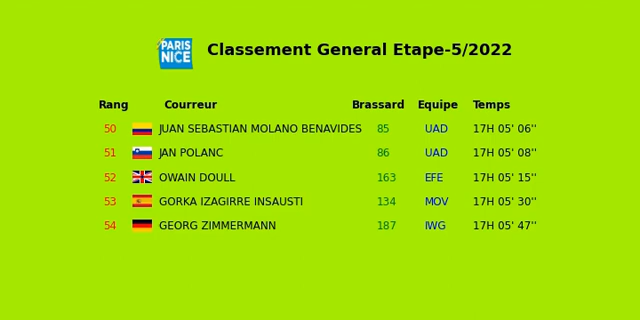 PARIS
NICE
Classement General Etape-5/2022
Rang Courreur Brassard Equipe Temps
50 JUAN SEBASTIAN MOLANO BENAVIDES 85 UAD 17H 05' 06''
51 JAN POLANC 86 UAD 17H 05' 08''
52 OWAIN DOULL 163 EFE 17H 05' 15''
53 GORKA IZAGIRRE INSAUSTI 134 MOV 17H 05' 30''
54 GEORG ZIMMERMANN 187 IWG 17H 05' 47''